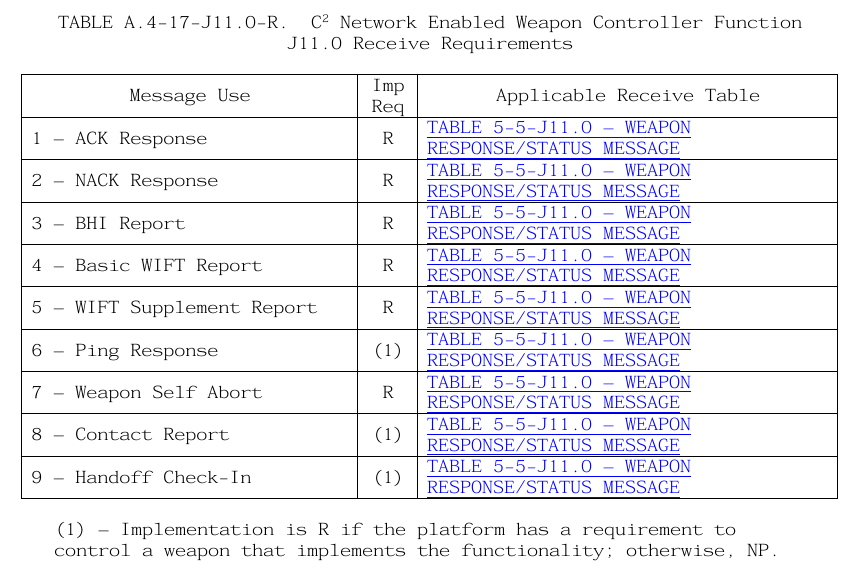 TABLE A.4-17-J11.0-R. C² Network Enabled Weapon Controller Function
J11.0 Receive Requirements
Message Use
Imp
Req
Applicable Receive Table
1 – ACK Response
R
TABLE 5-5-J11.0 – WEAPON
RESPONSE/STATUS MESSAGE
2 – NACK Response
R
TABLE 5-5-J11.0 – WEAPON
RESPONSE/STATUS MESSAGE
3 – BHI Report
R
TABLE 5-5-J11.0 – WEAPON
RESPONSE/STATUS MESSAGE
4 – Basic WIFT Report
R
TABLE 5-5-J11.0 – WEAPON
RESPONSE/STATUS MESSAGE
5 – WIFT Supplement Report
R
TABLE 5-5-J11.0 – WEAPON
RESPONSE/STATUS MESSAGE
6 – Ping Response
(1)
TABLE 5-5-J11.0 – WEAPON
RESPONSE/STATUS MESSAGE
7 – Weapon Self Abort
R
TABLE 5-5-J11.0 – WEAPON
RESPONSE/STATUS MESSAGE
8 – Contact Report
(1)
TABLE 5-5-J11.0 – WEAPON
RESPONSE/STATUS MESSAGE
9 – Handoff Check-In
(1)
TABLE 5-5-J11.0 – WEAPON
RESPONSE/STATUS MESSAGE
(1) – Implementation is R if the platform has a requirement to
control a weapon that implements the functionality; otherwise, NP.